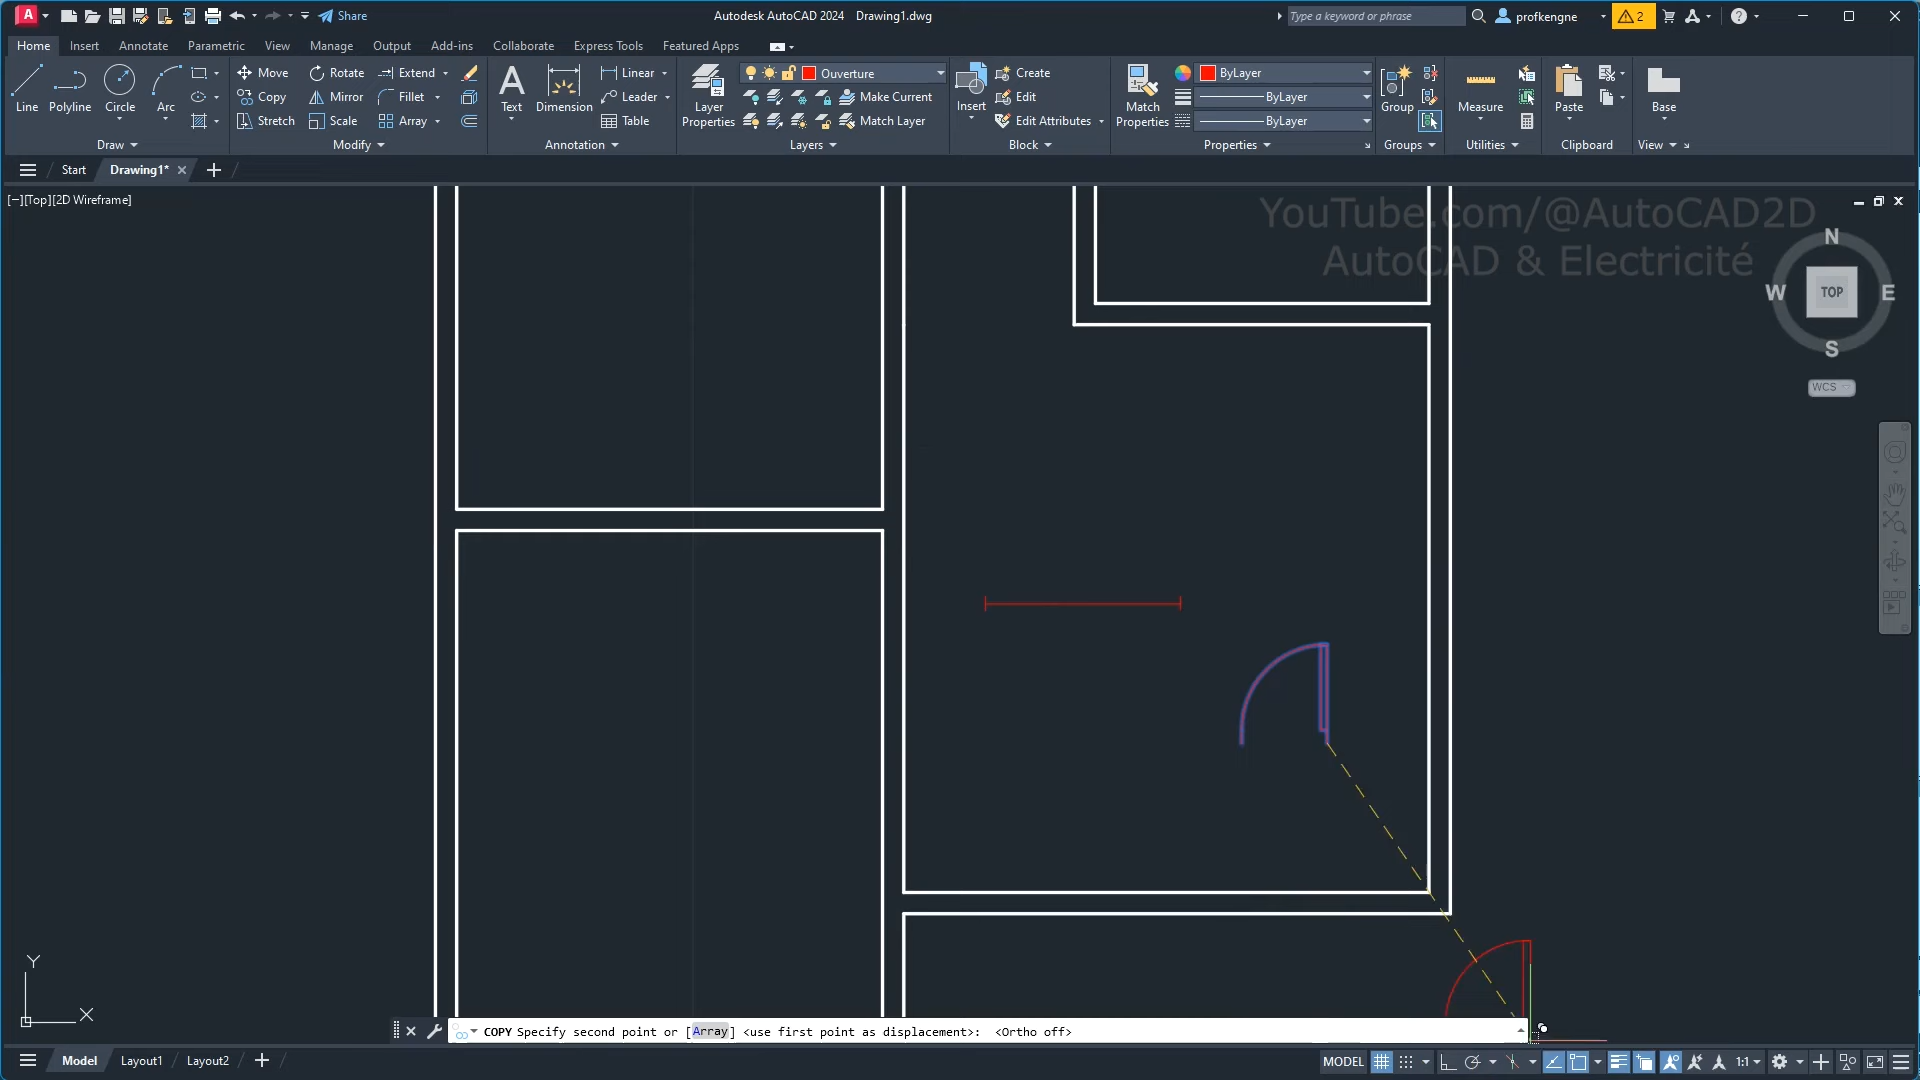 Share
Autodesk AutoCAD 2024 Drawing1.dwg
Type a keyword or phrase
profkengne
2
Home Insert Annotate Parametric View Manage Output Add-ins Collaborate Express Tools Featured Apps
Line Polyline Circle Arc
Move Rotate Extend
Copy Mirror Fillet
Stretch Scale Array
Text Dimension
Linear
Leader
Table
Layer Properties
Ouverture
Make Current
Match Layer
Insert
Create
Edit
Edit Attributes
Match Properties
ByLayer
ByLayer
ByLayer
Group
Measure
Paste
Base
Draw Modify Annotation Layers Block Properties Groups Utilities Clipboard View
Start Drawing1*
[−][Top][2D Wireframe]
YouTube.com/@AutoCAD2D
AutoCAD & Electricité
N
W TOP E
S
WCS
Y
X
COPY Specify second point or [Array] <use first point as displacement>: <Ortho off>
Model Layout1 Layout2
MODEL
1:1